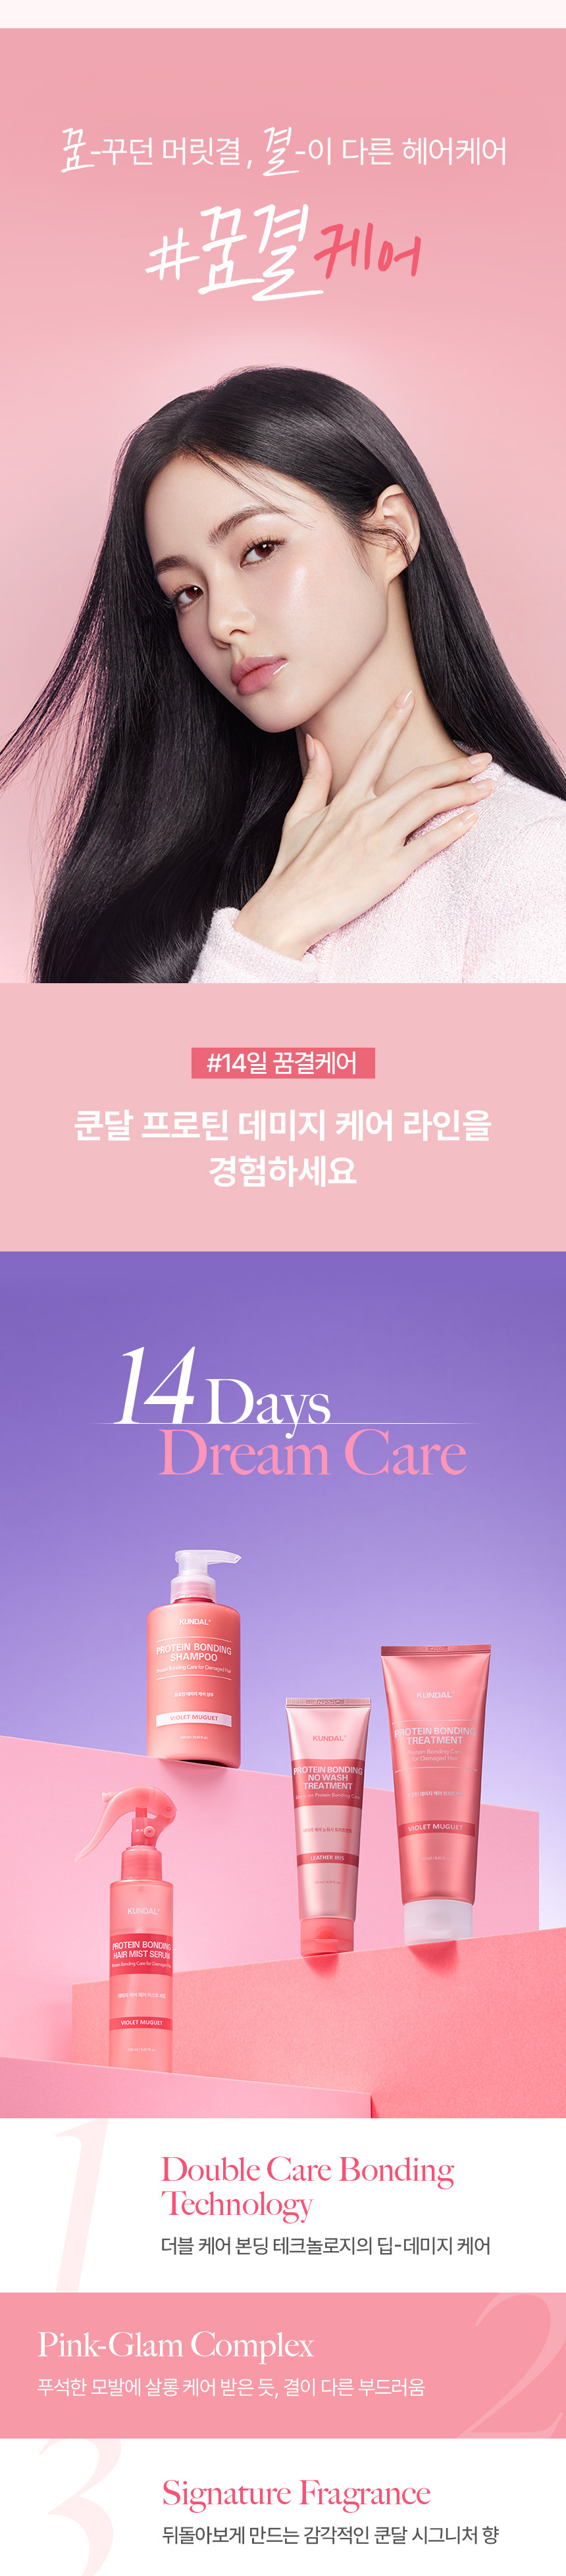 꿈-꾸던 머릿결, 결-이 다른 헤어케어
#꿈결케어
#14일 꿈결케어
쿤달 프로틴 데미지 케어 라인을
경험하세요
14 Days
Dream Care
KUNDAL
PROTEIN BONDING
SHAMPOO
Protein Bonding Care for Damaged Hair
VIOLET MUGUET
KUNDAL
PROTEIN BONDING
TREATMENT
Protein Bonding Care
for Damaged Hair
VIOLET MUGUET
KUNDAL
PROTEIN BONDING
NO WASH
TREATMENT
Protein Bonding Care
LEATHER IRIS
KUNDAL
PROTEIN BONDING
HAIR MIST SERUM
Protein Bonding Care for Damaged
VIOLET MUGUET
1
Double Care Bonding
Technology
더블 케어 본딩 테크놀로지의 딥-데미지 케어
2
Pink-Glam Complex
푸석한 모발에 살롱 케어 받은 듯, 결이 다른 부드러움
3
Signature Fragrance
뒤돌아보게 만드는 감각적인 쿤달 시그니처 향